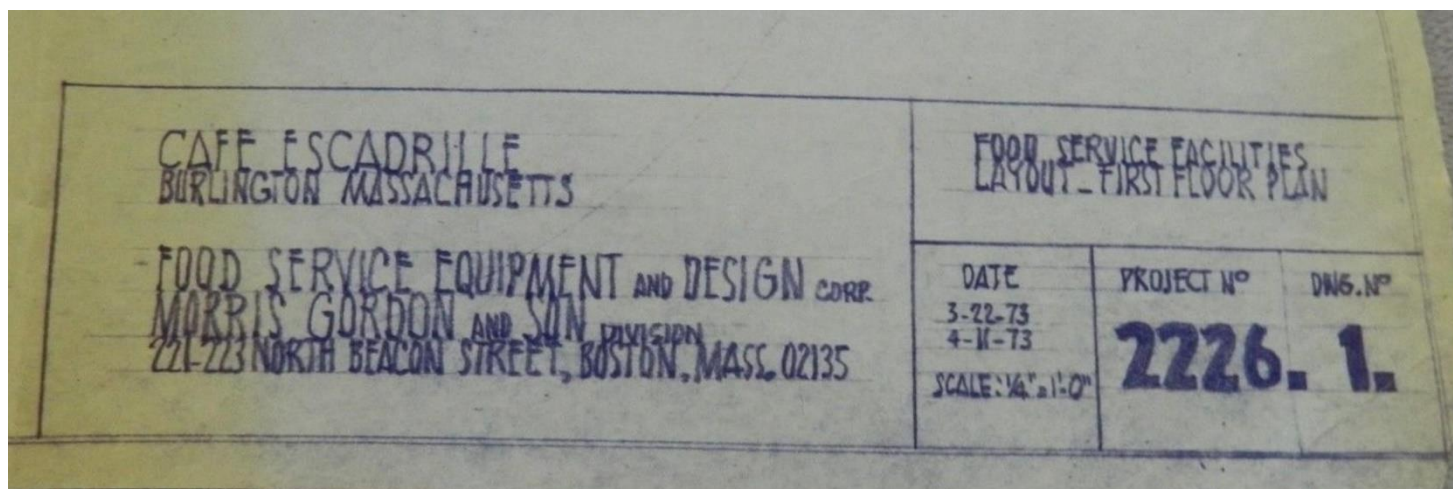 CAFE ESCADRILLE
BURLINGTON MASSACHUSETTS
FOOD SERVICE EQUIPMENT AND DESIGN CORP.
MORRIS GORDON AND SON DIVISION
221-223 NORTH BEACON STREET, BOSTON, MASS. 02135
FOOD SERVICE FACILITIES
LAYOUT - FIRST FLOOR PLAN
DATE
3-22-73
4-11-73
SCALE: ¼" = 1'-0"
PROJECT Nº
2226.
DWG. Nº
1.